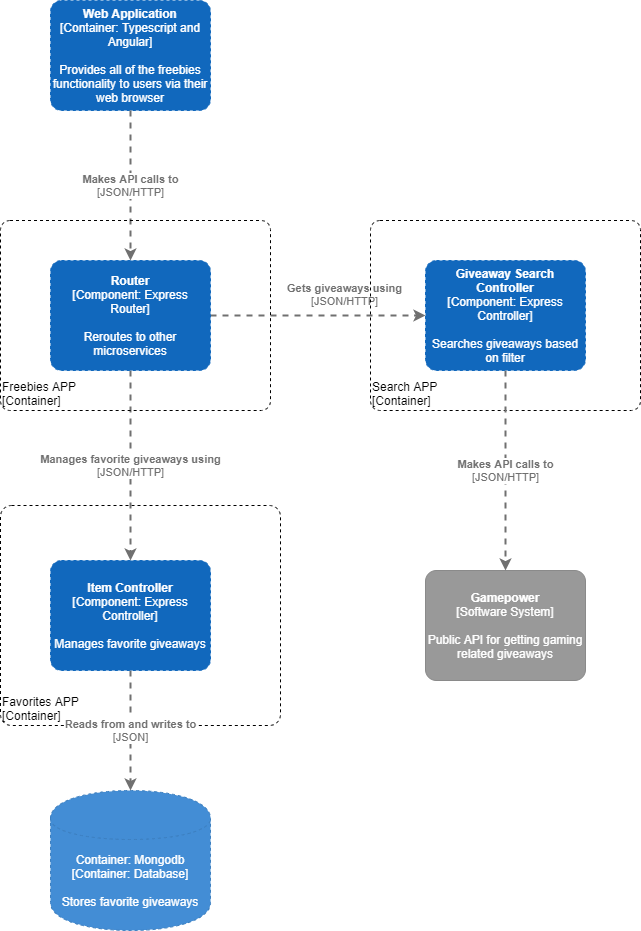 Web Application
[Container: Typescript and
Angular]
Provides all of the freebies
functionality to users via their
web browser
Makes API calls to
[JSON/HTTP]
Router
[Component: Express
Router]
Reroutes to other
microservices
Freebies APP
[Container]
Gets giveaways using
[JSON/HTTP]
Giveaway Search
Controller
[Component: Express
Controller]
Searches giveaways based
on filter
Search APP
[Container]
Manages favorite giveaways using
[JSON/HTTP]
Makes API calls to
[JSON/HTTP]
Item Controller
[Component: Express
Controller]
Manages favorite giveaways
Favorites APP
[Container]
Gamepower
[Software System]
Public API for getting gaming
related giveaways
Reads from and writes to
[JSON]
Container: Mongodb
[Container: Database]
Stores favorite giveaways